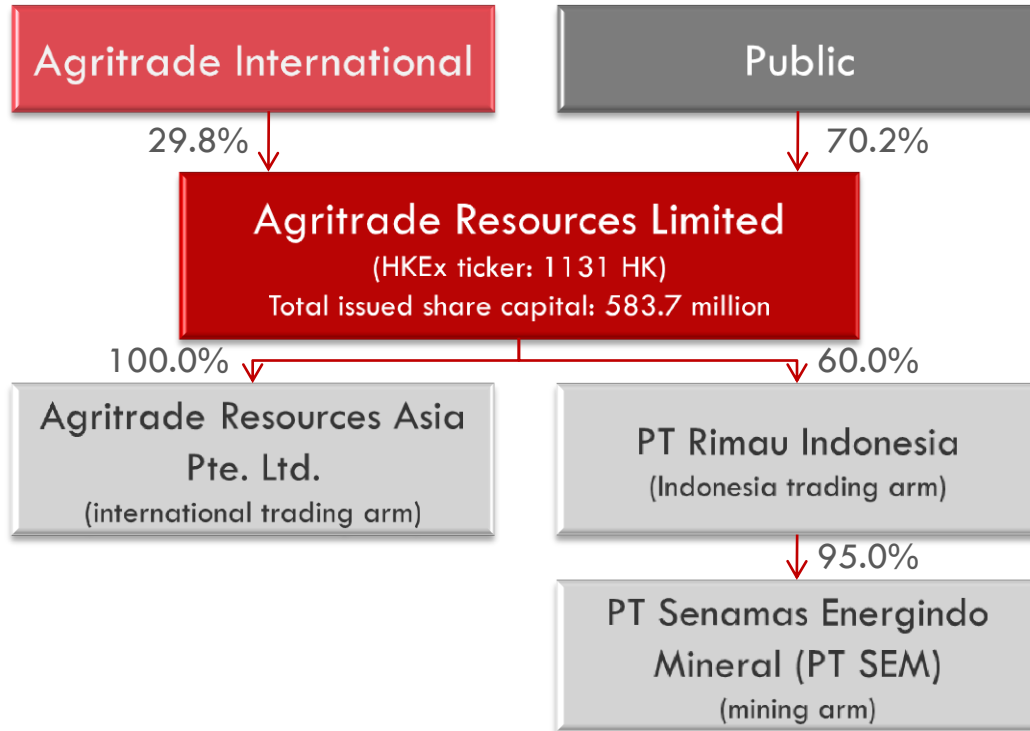 Agritrade International
Public
29.8%
70.2%
Agritrade Resources Limited
(HKEx ticker: 1131 HK)
Total issued share capital: 583.7 million
100.0%
60.0%
Agritrade Resources Asia
Pte. Ltd.
(international trading arm)
PT Rimau Indonesia
(Indonesia trading arm)
95.0%
PT Senamas Energindo
Mineral (PT SEM)
(mining arm)